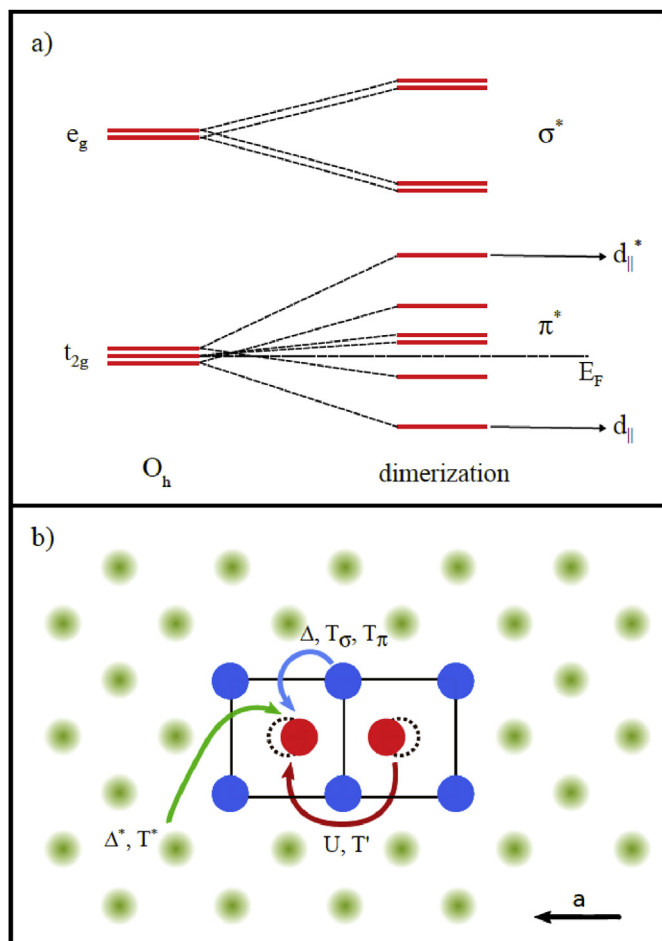 a)
e_g
σ*
d_||*
t_2g
π*
E_F
d_||
O_h
dimerization
b)
Δ, T_σ, T_π
Δ*, T*
U, T'
a